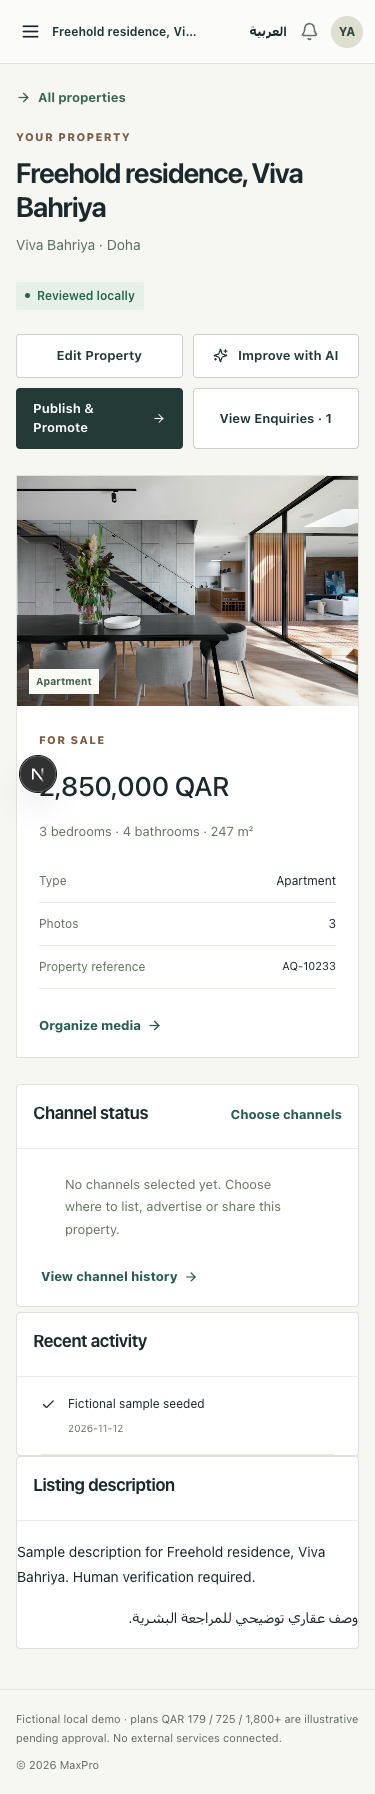 Freehold residence, Vi...
العربية
YA
All properties
YOUR PROPERTY
Freehold residence, Viva
Bahriya
Viva Bahriya · Doha
Reviewed locally
Edit Property
Improve with AI
Publish &
Promote
View Enquiries · 1
Apartment
FOR SALE
N
2,850,000 QAR
3 bedrooms · 4 bathrooms · 247 m²
Type Apartment
Photos 3
Property reference AQ-10233
Organize media
Channel status Choose channels
No channels selected yet. Choose
where to list, advertise or share this
property.
View channel history
Recent activity
Fictional sample seeded
2026-11-12
Listing description
Sample description for Freehold residence, Viva
Bahriya. Human verification required.
وصف عقاري توضيحي للمراجعة البشرية.
Fictional local demo · plans QAR 179 / 725 / 1,800+ are illustrative
pending approval. No external services connected.
© 2026 MaxPro